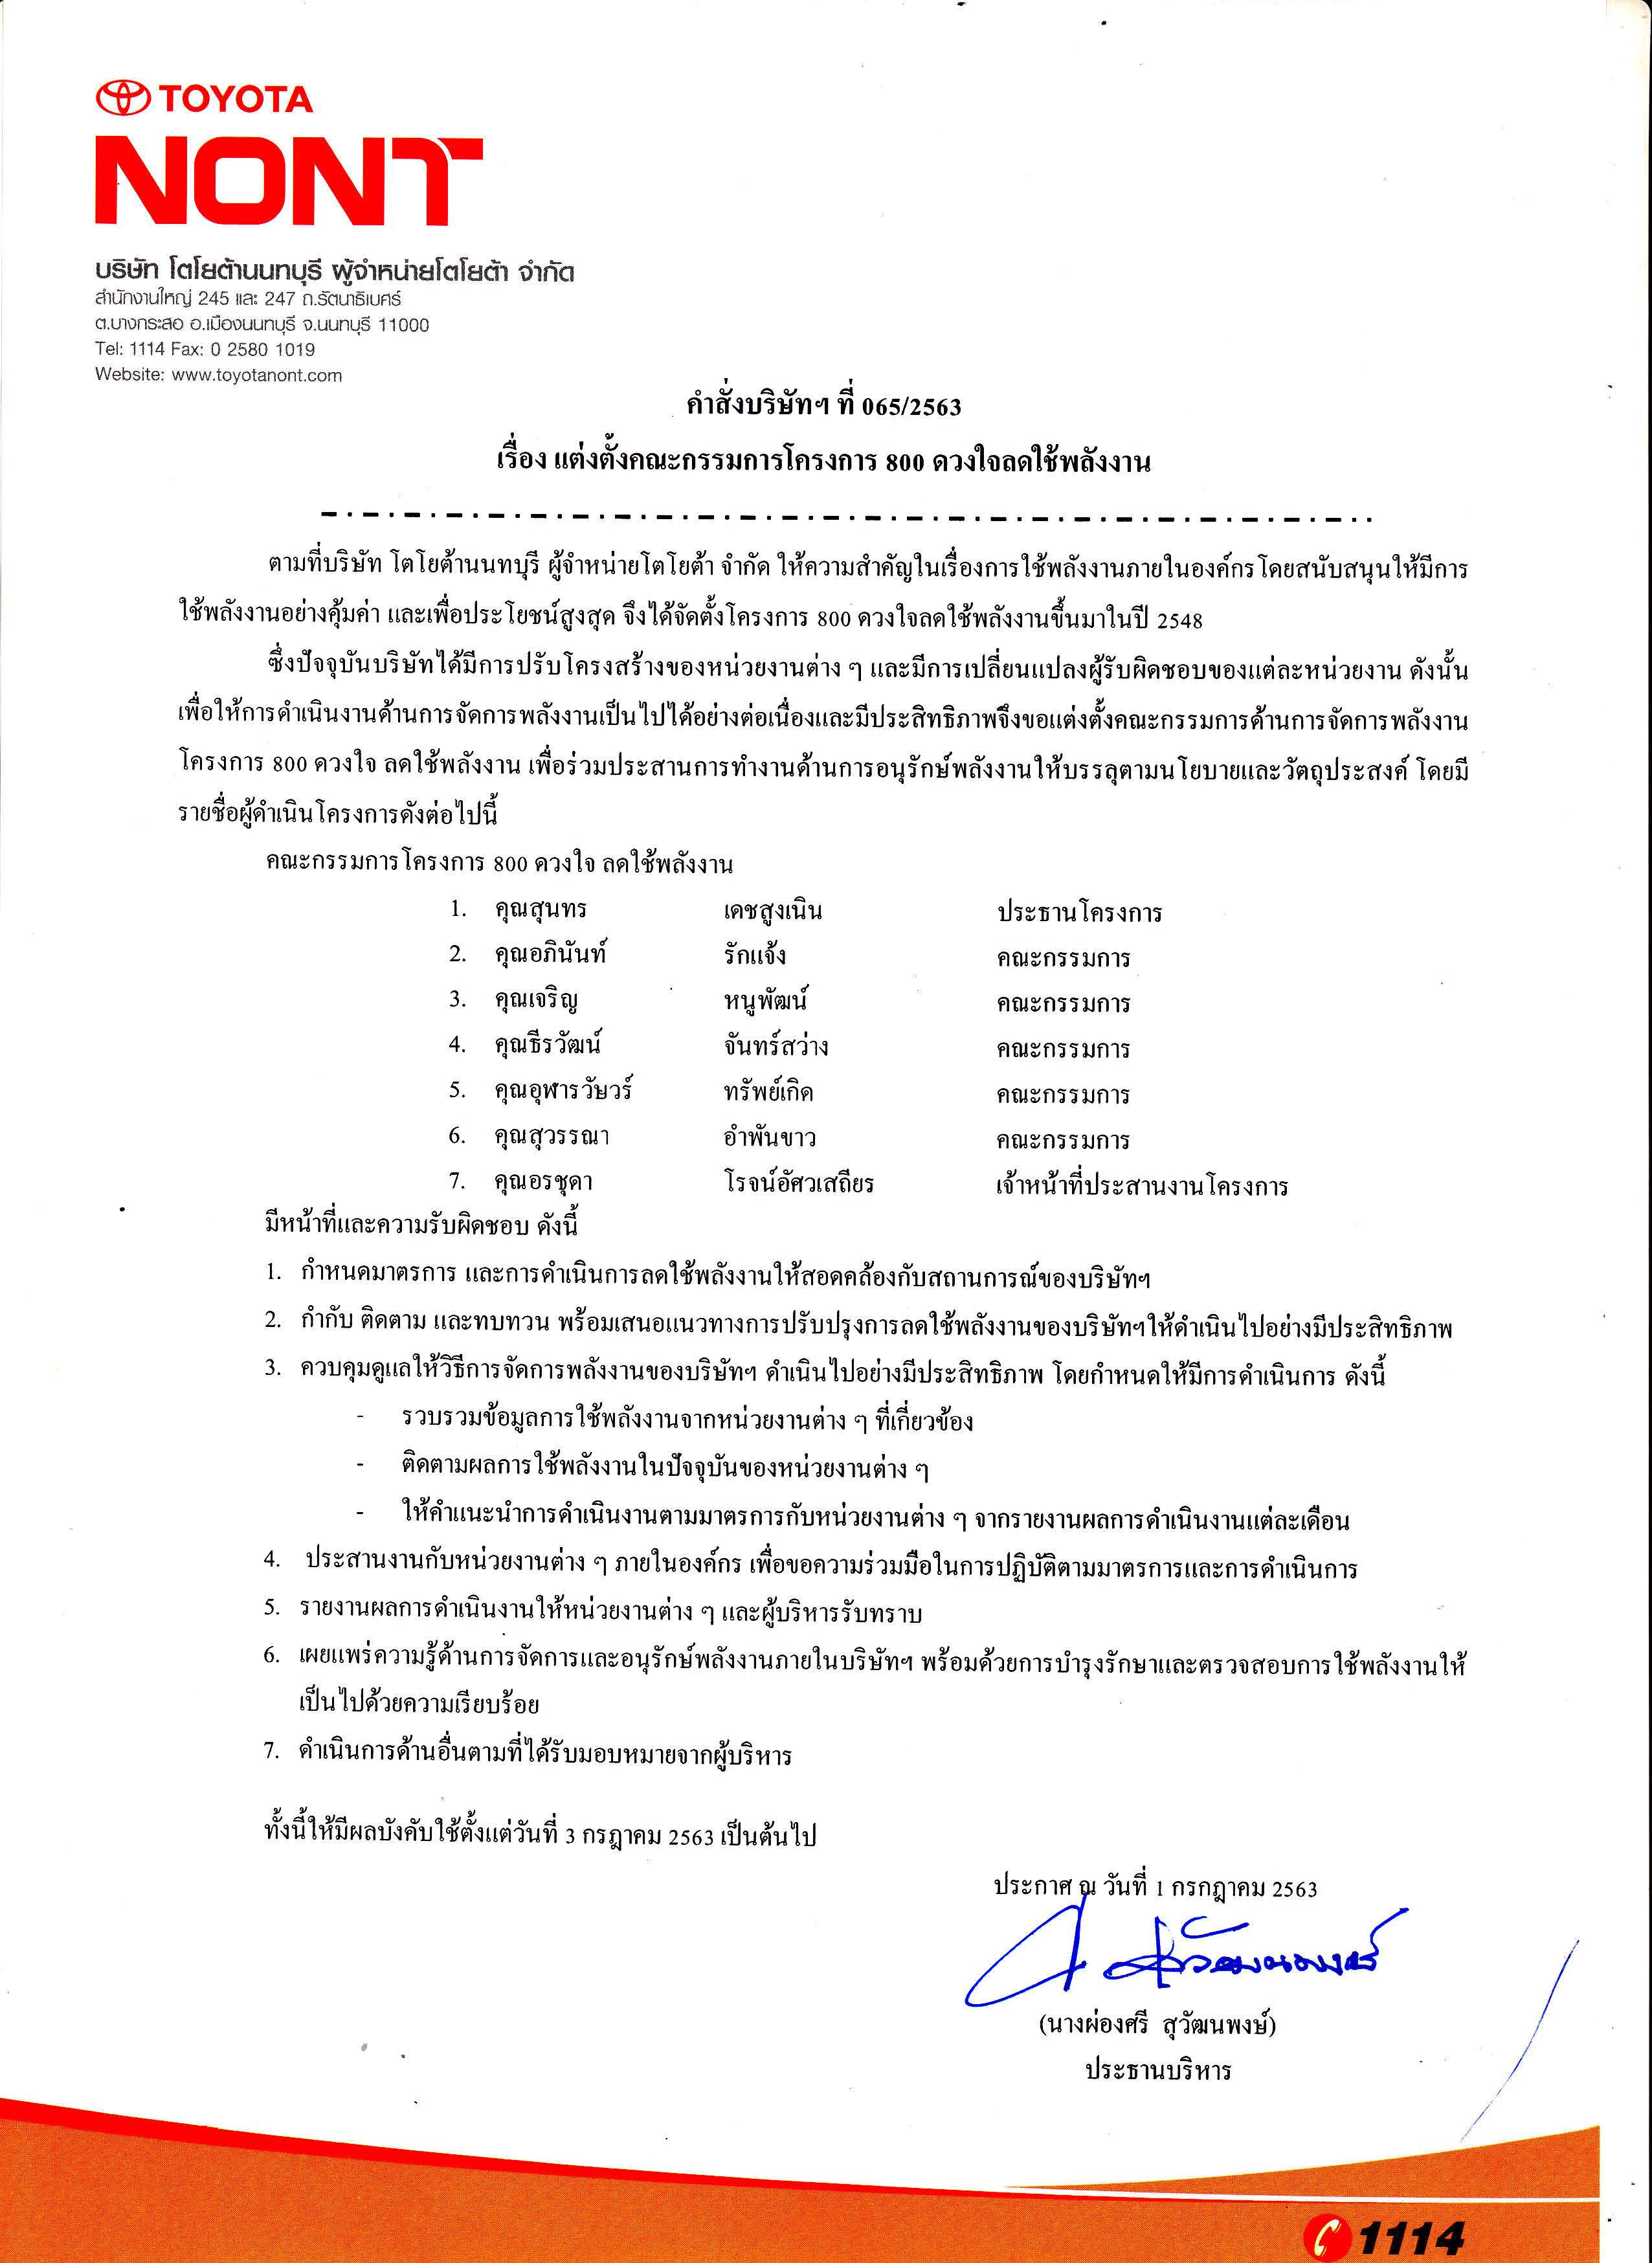 TOYOTA
NONT
บริษัท โตโยต้านนทบุรี ผู้จำหน่ายโตโยต้า จำกัด
สำนักงานใหญ่ 245 และ 247 ถ.รัตนาธิเบศร์
ต.บางกระสอ อ.เมืองนนทบุรี จ.นนทบุรี 11000
Tel: 1114 Fax: 0 2580 1019
Website: www.toyotanont.com
คำสั่งบริษัทฯ ที่ 065/2563
เรื่อง แต่งตั้งคณะกรรมการโครงการ 800 ดวงใจลดใช้พลังงาน
ตามที่บริษัท โตโยต้านนทบุรี ผู้จำหน่ายโตโยต้า จำกัด ให้ความสำคัญในเรื่องการใช้พลังงานภายในองค์กรโดยสนับสนุนให้มีการ
ใช้พลังงานอย่างคุ้มค่า และเพื่อประโยชน์สูงสุด จึงได้จัดตั้งโครงการ 800 ดวงใจลดใช้พลังงานขึ้นมาในปี 2548
ซึ่งปัจจุบันบริษัทได้มีการปรับโครงสร้างของหน่วยงานต่าง ๆ และมีการเปลี่ยนแปลงผู้รับผิดชอบของแต่ละหน่วยงาน ดังนั้น
เพื่อให้การดำเนินงานด้านการจัดการพลังงานเป็นไปได้อย่างต่อเนื่องและมีประสิทธิภาพจึงขอแต่งตั้งคณะกรรมการด้านการจัดการพลังงาน
โครงการ 800 ดวงใจ ลดใช้พลังงาน เพื่อร่วมประสานการทำงานด้านการอนุรักษ์พลังงานให้บรรลุตามนโยบายและวัตถุประสงค์ โดยมี
รายชื่อผู้ดำเนินโครงการดังต่อไปนี้
คณะกรรมการโครงการ 800 ดวงใจ ลดใช้พลังงาน
1. คุณสุนทร เดชสูงเนิน ประธานโครงการ
2. คุณอภินันท์ รักแจ้ง คณะกรรมการ
3. คุณเจริญ หนูพัฒน์ คณะกรรมการ
4. คุณธีรวัฒน์ จันทร์สว่าง คณะกรรมการ
5. คุณอุฬารวัษวร์ ทรัพย์เกิด คณะกรรมการ
6. คุณสุวรรณา อำพันขาว คณะกรรมการ
7. คุณอรชุดา โรจน์อัศวเสถียร เจ้าหน้าที่ประสานงานโครงการ
มีหน้าที่และความรับผิดชอบ ดังนี้
1. กำหนดมาตรการ และการดำเนินการลดใช้พลังงานให้สอดคล้องกับสถานการณ์ของบริษัทฯ
2. กำกับ ติดตาม และทบทวน พร้อมเสนอแนวทางการปรับปรุงการลดใช้พลังงานของบริษัทฯให้ดำเนินไปอย่างมีประสิทธิภาพ
3. ควบคุมดูแลให้วิธีการจัดการพลังงานของบริษัทฯ ดำเนินไปอย่างมีประสิทธิภาพ โดยกำหนดให้มีการดำเนินการ ดังนี้
- รวบรวมข้อมูลการใช้พลังงานจากหน่วยงานต่าง ๆ ที่เกี่ยวข้อง
- ติดตามผลการใช้พลังงานในปัจจุบันของหน่วยงานต่าง ๆ
- ให้คำแนะนำการดำเนินงานตามมาตรการกับหน่วยงานต่าง ๆ จากรายงานผลการดำเนินงานแต่ละเดือน
4. ประสานงานกับหน่วยงานต่าง ๆ ภายในองค์กร เพื่อขอความร่วมมือในการปฏิบัติตามมาตรการและการดำเนินการ
5. รายงานผลการดำเนินงานให้หน่วยงานต่าง ๆ และผู้บริหารรับทราบ
6. เผยแพร่ความรู้ด้านการจัดการและอนุรักษ์พลังงานภายในบริษัทฯ พร้อมด้วยการบำรุงรักษาและตรวจสอบการใช้พลังงานให้
เป็นไปด้วยความเรียบร้อย
7. ดำเนินการด้านอื่นตามที่ได้รับมอบหมายจากผู้บริหาร
ทั้งนี้ให้มีผลบังคับใช้ตั้งแต่วันที่ 3 กรฎาคม 2563 เป็นต้นไป
ประกาศ ณ วันที่ 1 กรกฎาคม 2563
(นางผ่องศรี สุวัฒนพงษ์)
ประธานบริหาร
1114